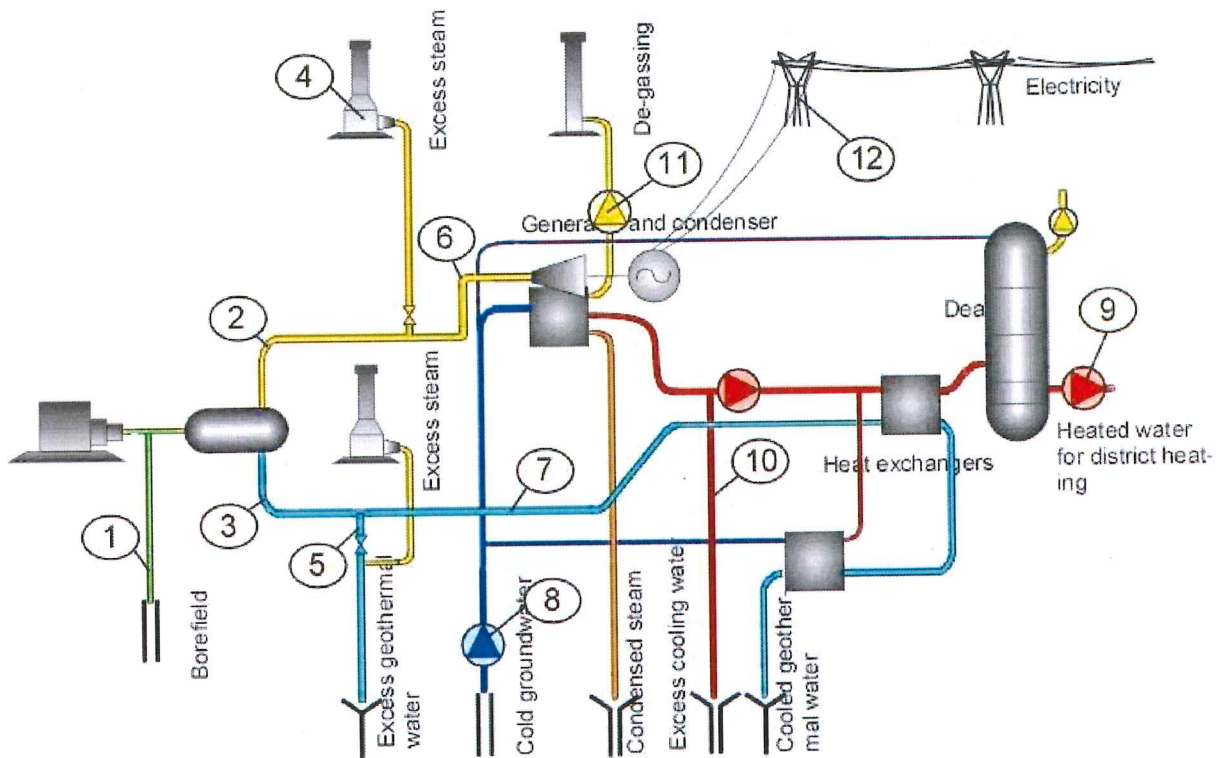 4
Excess steam
De-gassing
Electricity
12
11
Genera and condenser
6
2
Dea
9
Excess steam
Heated water
for district heat-
ing
Heat exchangers
10
7
3
1
5
8
Borefield
Excess geothermal
water
Cold groundwater
Condensed steam
Excess cooling water
Cooled geother
mal water